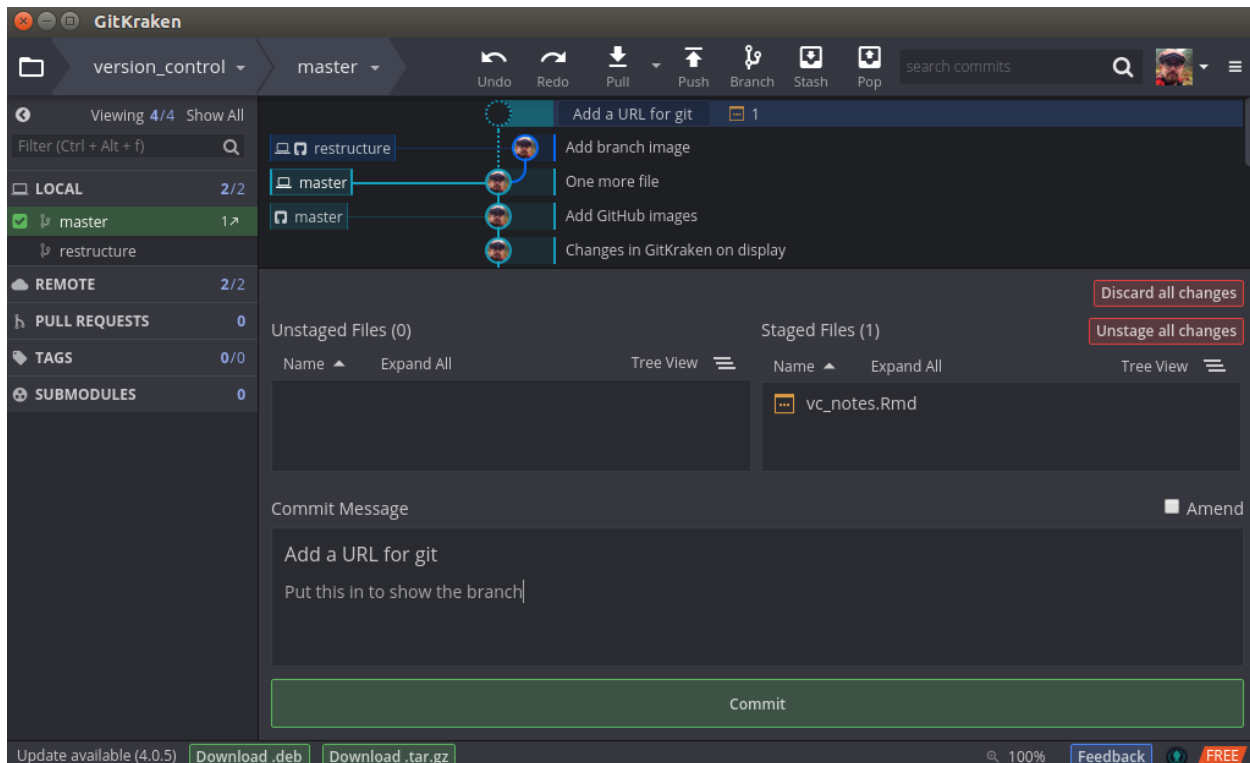 GitKraken
version_control
master
Undo
Redo
Pull
Push
Branch
Stash
Pop
search commits
Viewing 4/4 Show All
Filter (Ctrl + Alt + f)
LOCAL 2/2
master 1↗
restructure
REMOTE 2/2
PULL REQUESTS 0
TAGS 0/0
SUBMODULES 0
Add a URL for git 1
restructure Add branch image
master One more file
master Add GitHub images
Changes in GitKraken on display
Discard all changes
Unstaged Files (0)
Name Expand All Tree View
Staged Files (1) Unstage all changes
Name Expand All Tree View
vc_notes.Rmd
Commit Message Amend
Add a URL for git
Put this in to show the branch
Commit
Update available (4.0.5) Download .deb Download .tar.gz 100% Feedback FREE